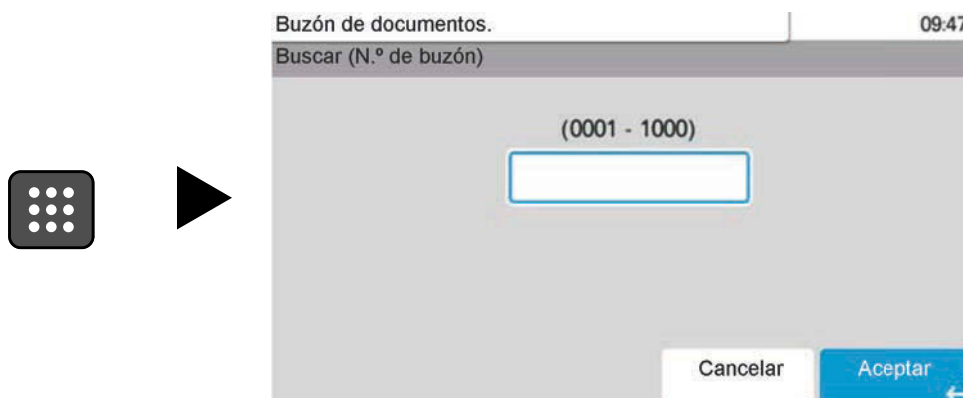 Buzón de documentos.
09:47
Buscar (N.º de buzón)
(0001 - 1000)
Cancelar
Aceptar